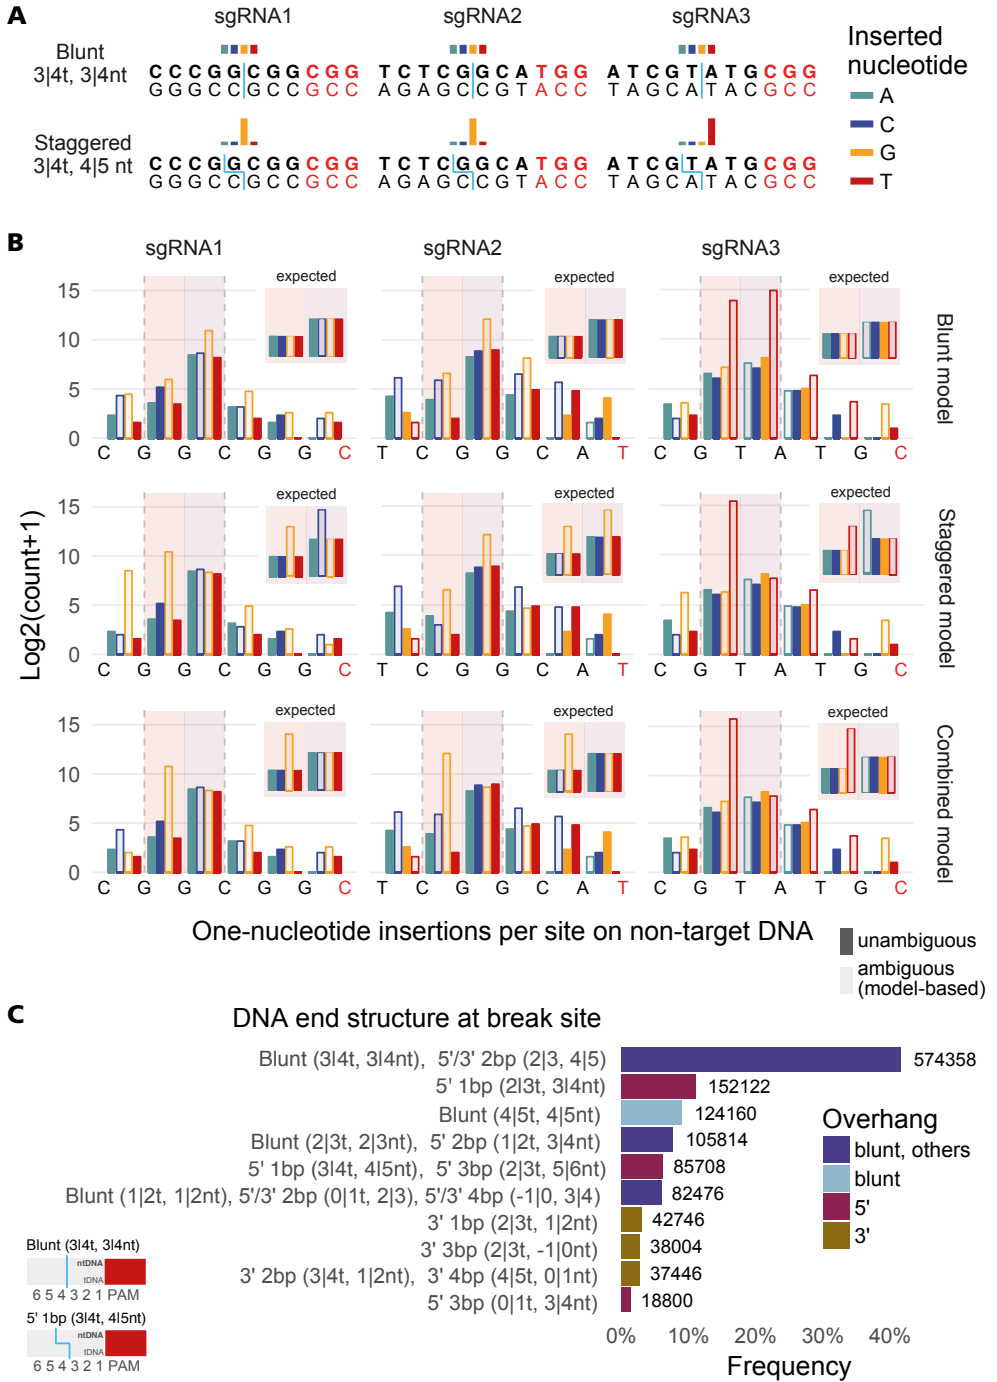 A
sgRNA1 sgRNA2 sgRNA3
Blunt
3|4t, 3|4nt
C C C G G C G G C G G T C T C G G C A T G G A T C G T A T G C G G
G G G C C G C C G C C A G A G C C G T A C C T A G C A T A C G C C
Staggered
3|4t, 4|5 nt
C C C G G C G G C G G T C T C G G C A T G G A T C G T A T G C G G
G G G C C G C C G C C A G A G C C G T A C C T A G C A T A C G C C
Inserted
nucleotide
A
C
G
T
B
sgRNA1 sgRNA2 sgRNA3
expected expected expected
15
10
5
0
C G G C G G C T C G G C A T C G T A T G C
Blunt model
expected expected expected
15
10
5
0
C G G C G G C T C G G C A T C G T A T G C
Staggered model
expected expected expected
15
10
5
0
C G G C G G C T C G G C A T C G T A T G C
Combined model
Log2(count+1)
One-nucleotide insertions per site on non-target DNA
unambiguous
ambiguous
(model-based)
C
DNA end structure at break site
Blunt (3|4t, 3|4nt), 5'/3' 2bp (2|3, 4|5) 574358
5' 1bp (2l3t, 3|4nt) 152122
Blunt (4|5t, 4|5nt) 124160
Blunt (2|3t, 2|3nt), 5' 2bp (1|2t, 3|4nt) 105814
5' 1bp (3|4t, 4|5nt), 5' 3bp (2|3t, 5|6nt) 85708
Blunt (1|2t, 1|2nt), 5'/3' 2bp (0|1t, 2|3), 5'/3' 4bp (-1|0, 3|4) 82476
3' 1bp (2|3t, 1|2nt) 42746
3' 3bp (2|3t, -1|0nt) 38004
3' 2bp (3|4t, 1|2nt), 3' 4bp (4|5t, 0|1nt) 37446
5' 3bp (0|1t, 3|4nt) 18800
0% 10% 20% 30% 40%
Frequency
Overhang
blunt, others
blunt
5'
3'
Blunt (3l4t, 3l4nt)
ntDNA
tDNA
6 5 4 3 2 1 PAM
5' 1bp (3l4t, 4l5nt)
ntDNA
tDNA
6 5 4 3 2 1 PAM